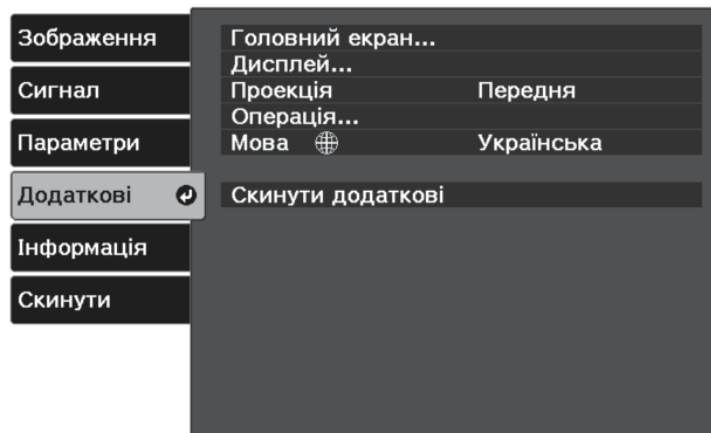 Зображення
Сигнал
Параметри
Додаткові
Інформація
Скинути
Головний екран...
Дисплей...
Проекція Передня
Операція...
Мова Українська
Скинути додаткові